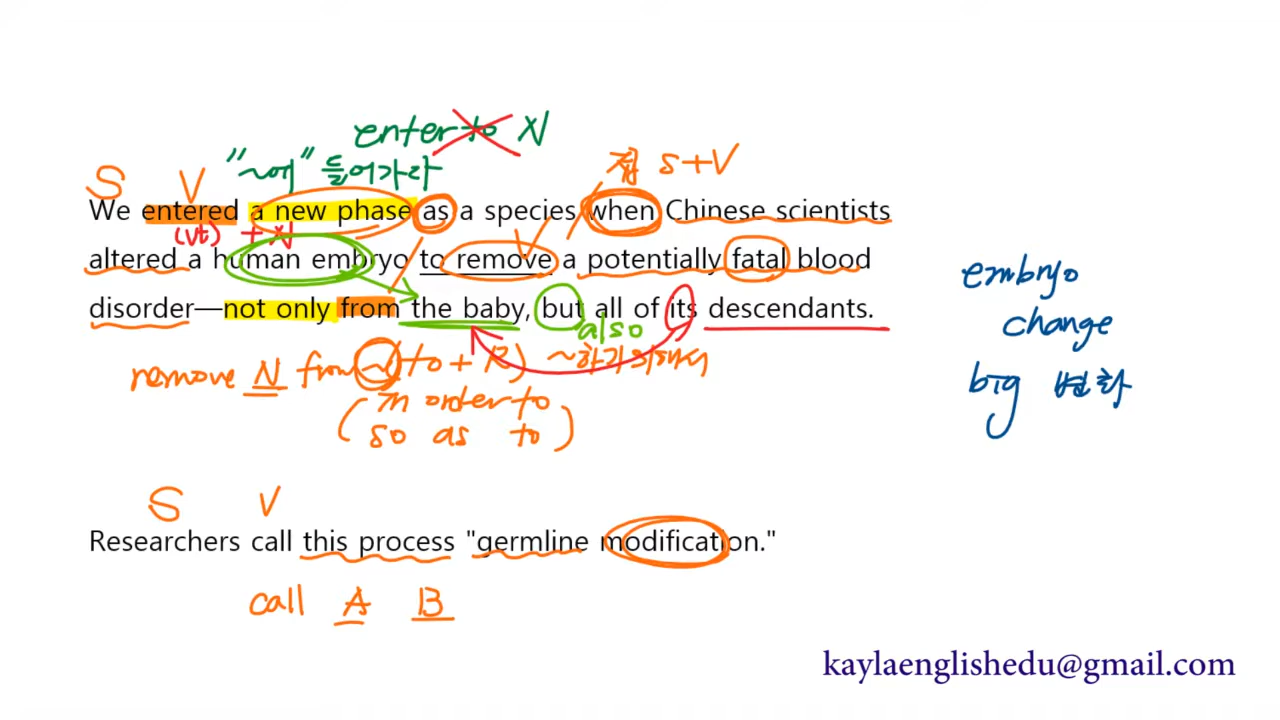 enter to N
"~에" 들어가다
접 S+V
S V
We entered a new phase as a species when Chinese scientists
(vt) + N
altered a human embryo to remove a potentially fatal blood
disorder—not only from the baby, but all of its descendants.
also
remove N from ~ (to + R) ~하기 위해서
(in order to
so as to)
embryo
change
big 변화
S V
Researchers call this process "germline modification."
call A B
kaylaenglishedu@gmail.com